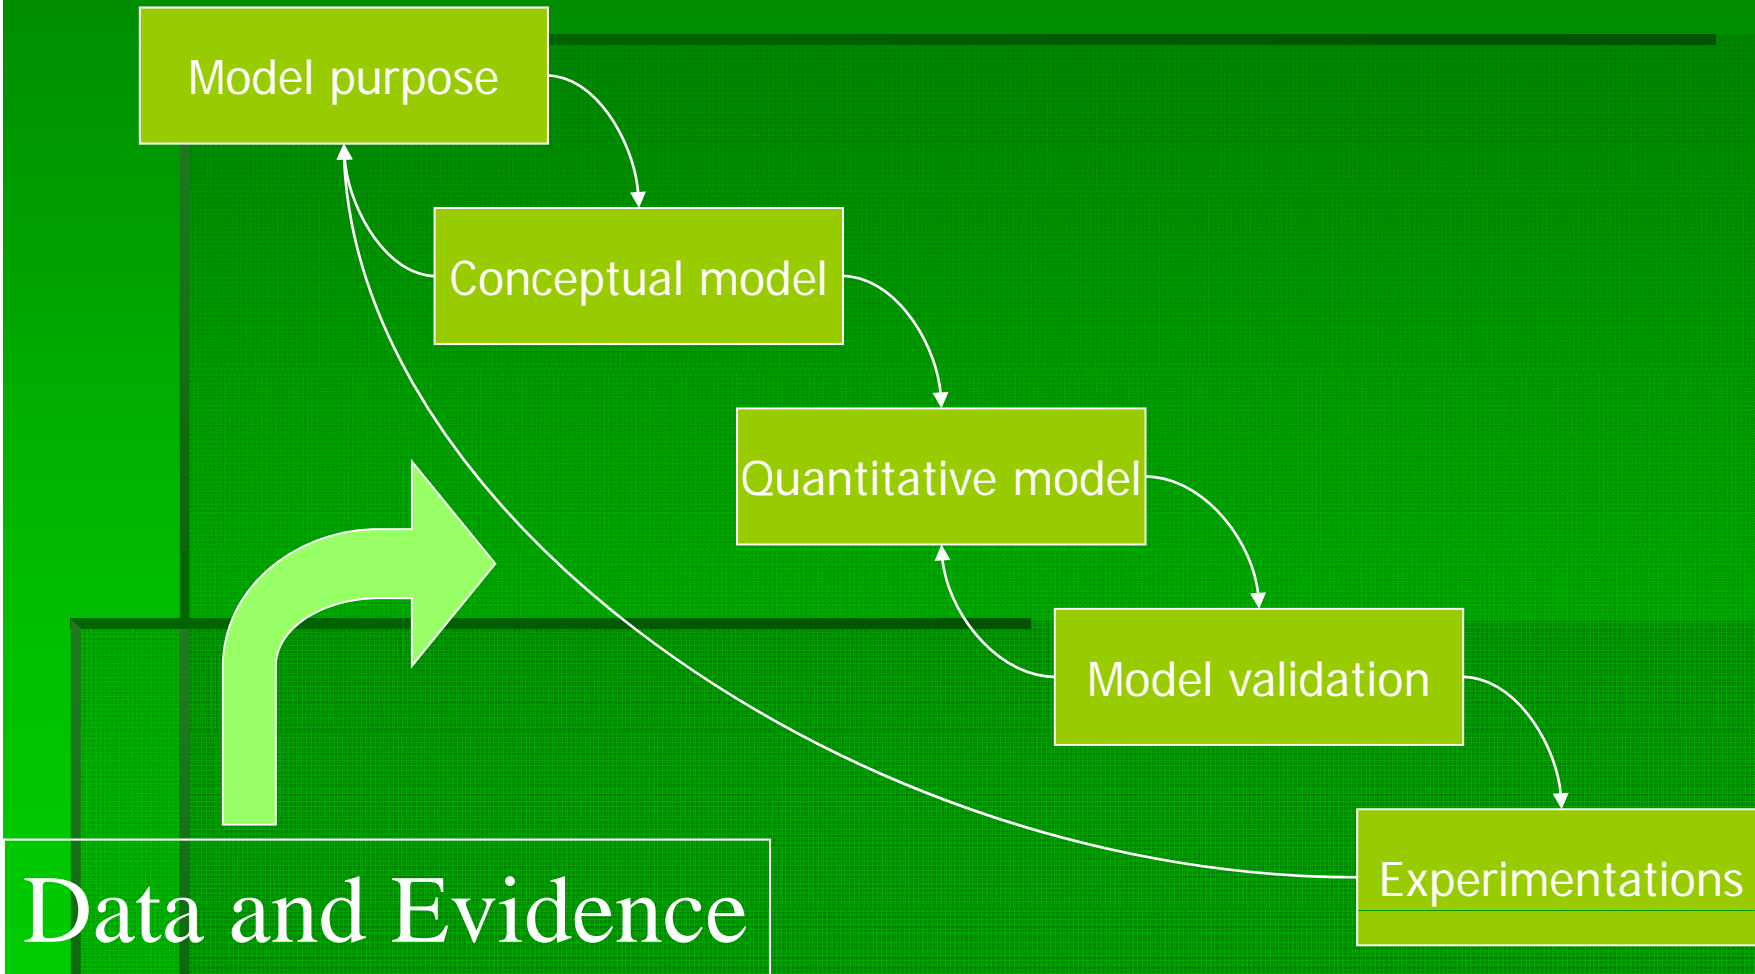 Model purpose
Conceptual model
Quantitative model
Model validation
Experimentations
Data and Evidence